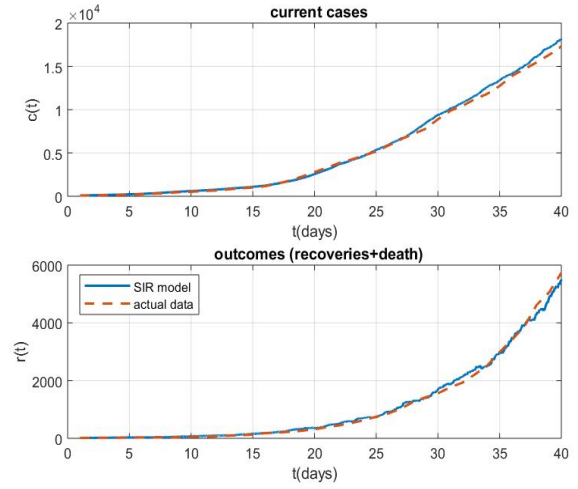 current cases
×10⁴
2
1.5
1
0.5
0
c(t)
0 5 10 15 20 25 30 35 40
t(days)
outcomes (recoveries+death)
6000
4000
2000
0
r(t)
SIR model
actual data
0 5 10 15 20 25 30 35 40
t(days)